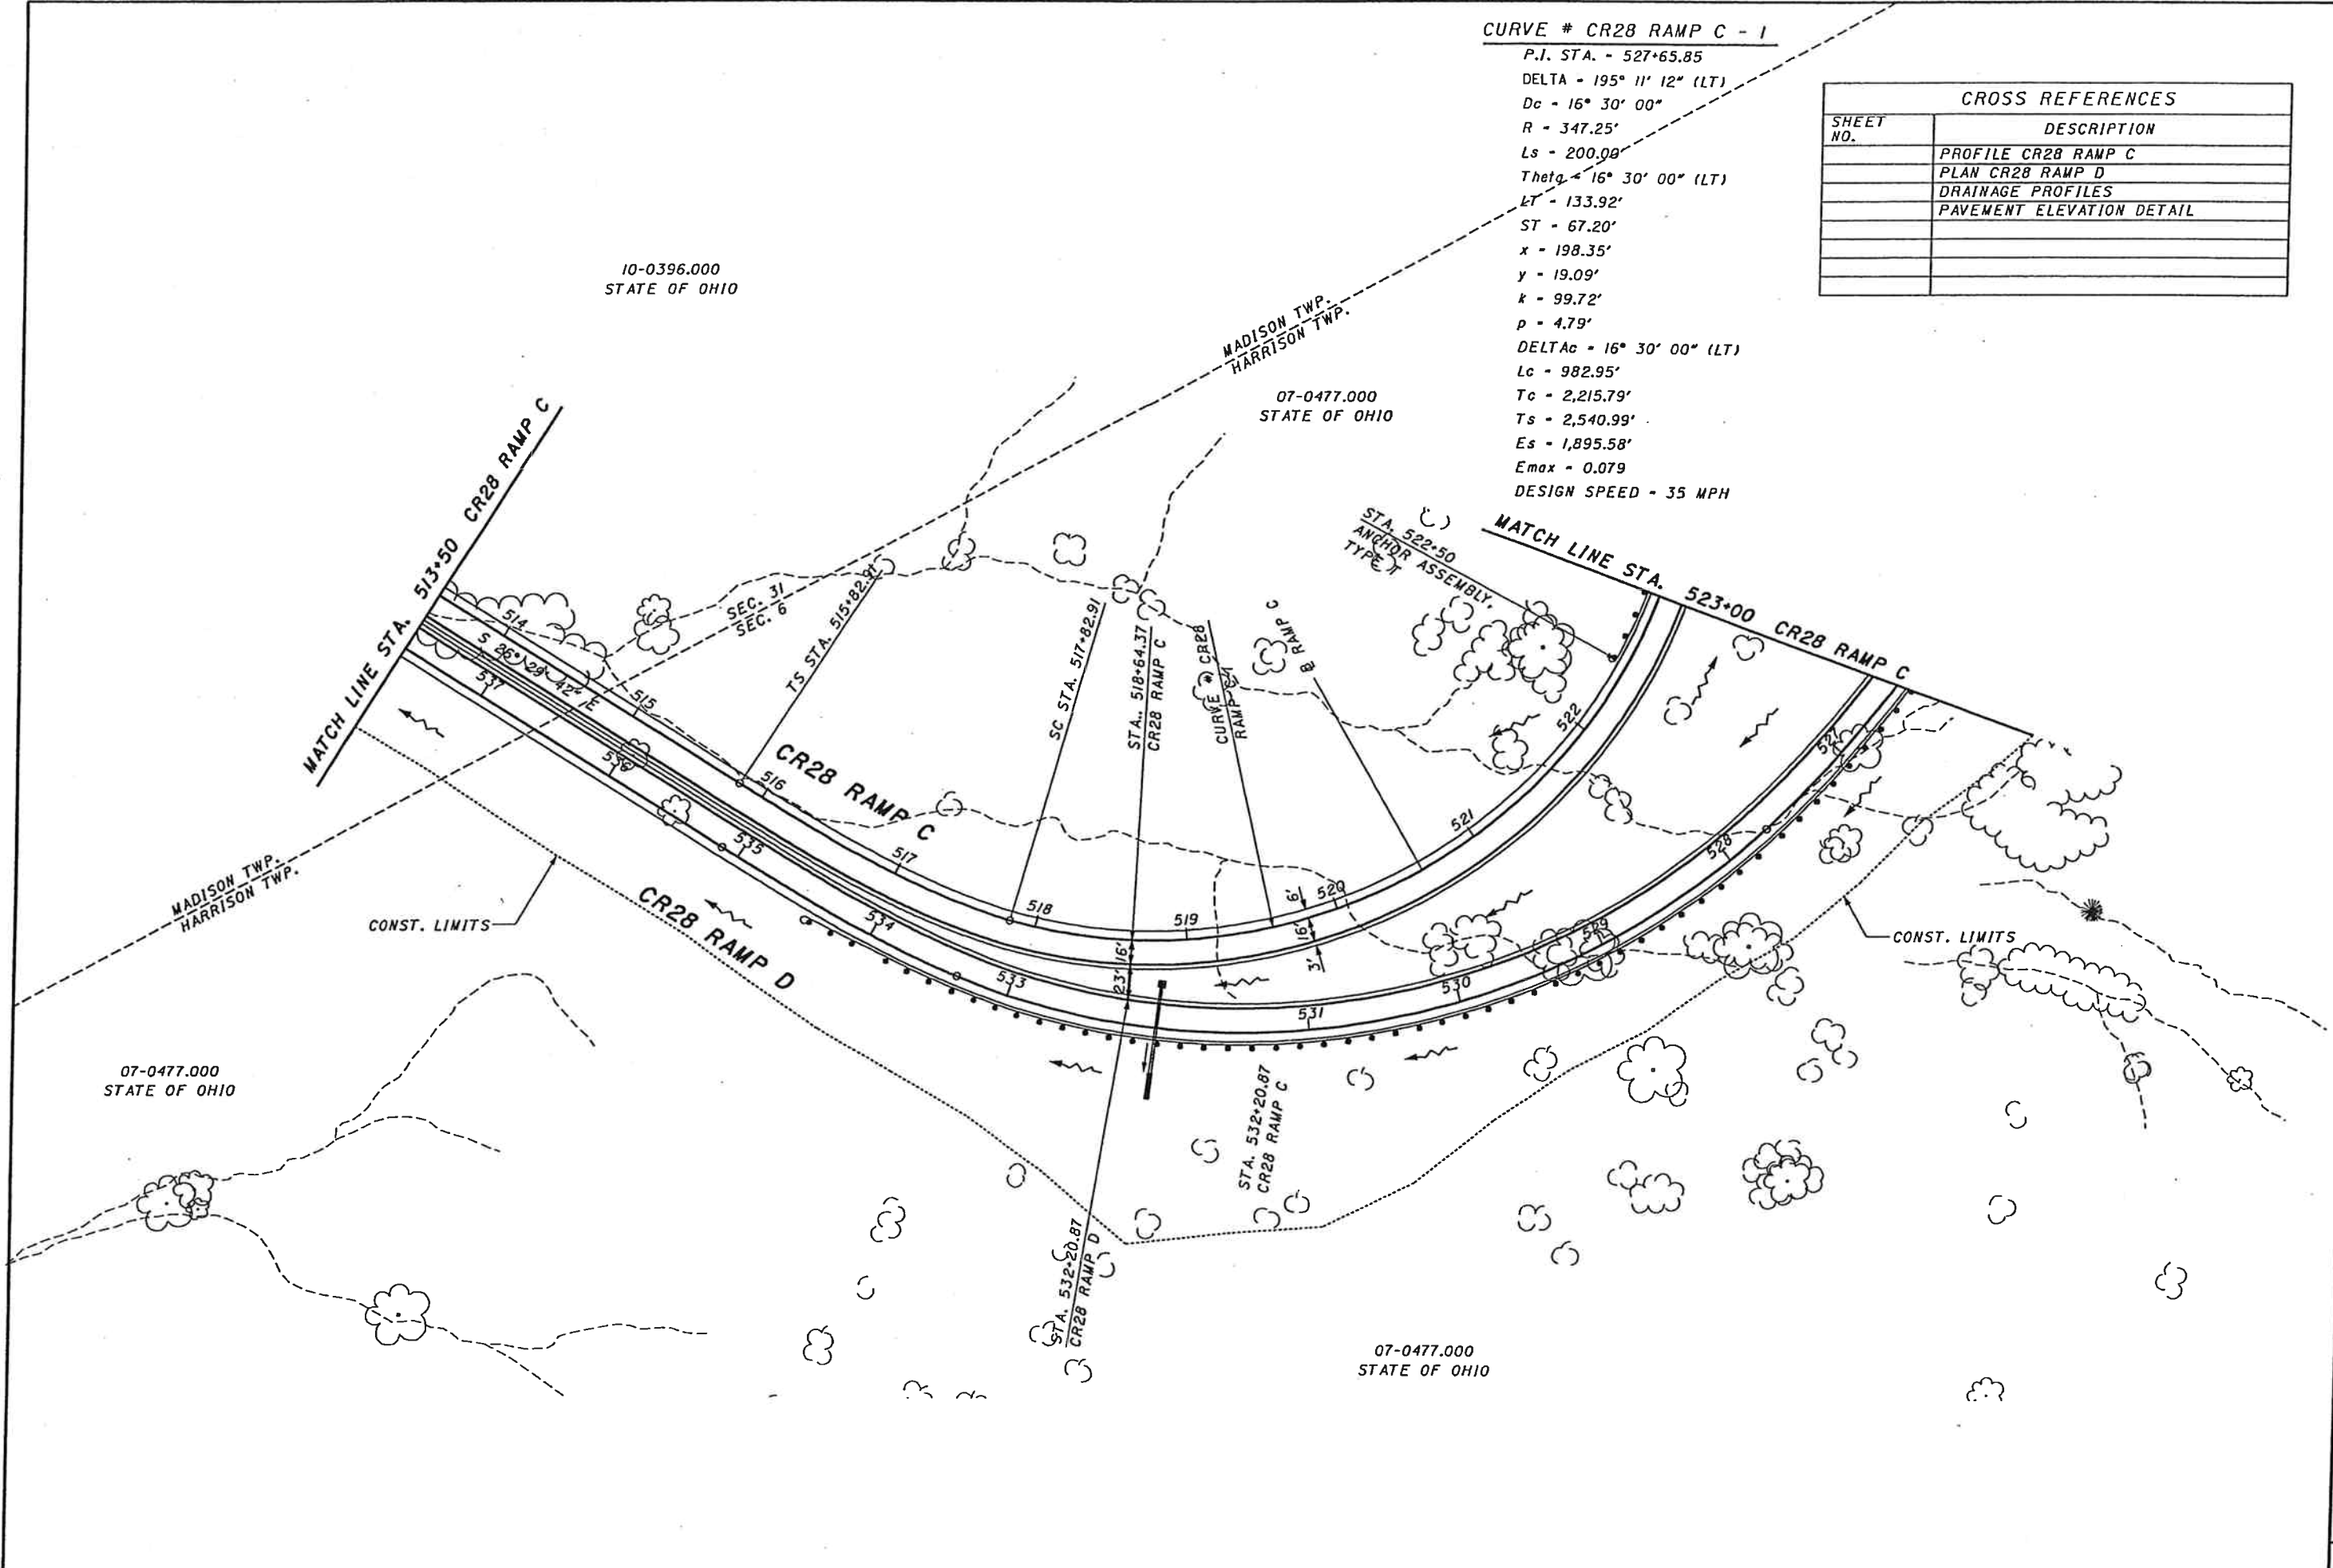 CURVE # CR28 RAMP C - 1
P.I. STA. = 527+65.85
DELTA = 195° 11' 12" (LT)
Dc = 16° 30' 00"
R = 347.25'
Ls = 200.00'
Theta = 16° 30' 00" (LT)
LT = 133.92'
ST = 67.20'
x = 198.35'
y = 19.09'
k = 99.72'
p = 4.79'
DELTAc = 16° 30' 00" (LT)
Lc = 982.95'
Tc = 2,215.79'
Ts = 2,540.99'
Es = 1,895.58'
Emax = 0.079
DESIGN SPEED = 35 MPH
CROSS REFERENCES
SHEET NO.
DESCRIPTION
PROFILE CR28 RAMP C
PLAN CR28 RAMP D
DRAINAGE PROFILES
PAVEMENT ELEVATION DETAIL
10-0396.000
STATE OF OHIO
MADISON TWP.
HARRISON TWP.
07-0477.000
STATE OF OHIO
MATCH LINE STA. 513+50 CR28 RAMP C
STA. 522+50
ANCHOR ASSEMBLY,
TYPE T
MATCH LINE STA. 523+00 CR28 RAMP C
SEC. 31
SEC. 6
TS STA. 515+82.91
SC STA. 517+82.91
STA. 518+64.37
CR28 RAMP C
CURVE # CR28
RAMP C-1
RAMP C
S 26° 29' 42" E
514
515
516
517
518
519
520
521
522
CR28 RAMP C
537
536
535
534
533
531
530
529
528
527
6'
16'
3'
16'
23'
MADISON TWP.
HARRISON TWP.
CONST. LIMITS
CR28 RAMP D
CONST. LIMITS
07-0477.000
STATE OF OHIO
STA. 532+20.87
CR28 RAMP C
STA. 532+20.87
CR28 RAMP D
07-0477.000
STATE OF OHIO